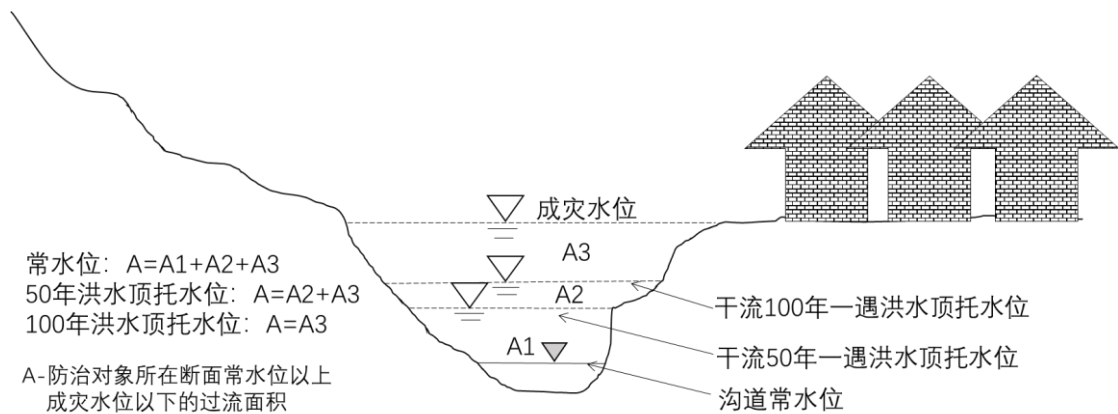 成灾水位
A3
常水位：A=A1+A2+A3
50年洪水顶托水位：A=A2+A3
A2
干流100年一遇洪水顶托水位
100年洪水顶托水位：A=A3
A1
干流50年一遇洪水顶托水位
A-防治对象所在断面常水位以上
沟道常水位
成灾水位以下的过流面积